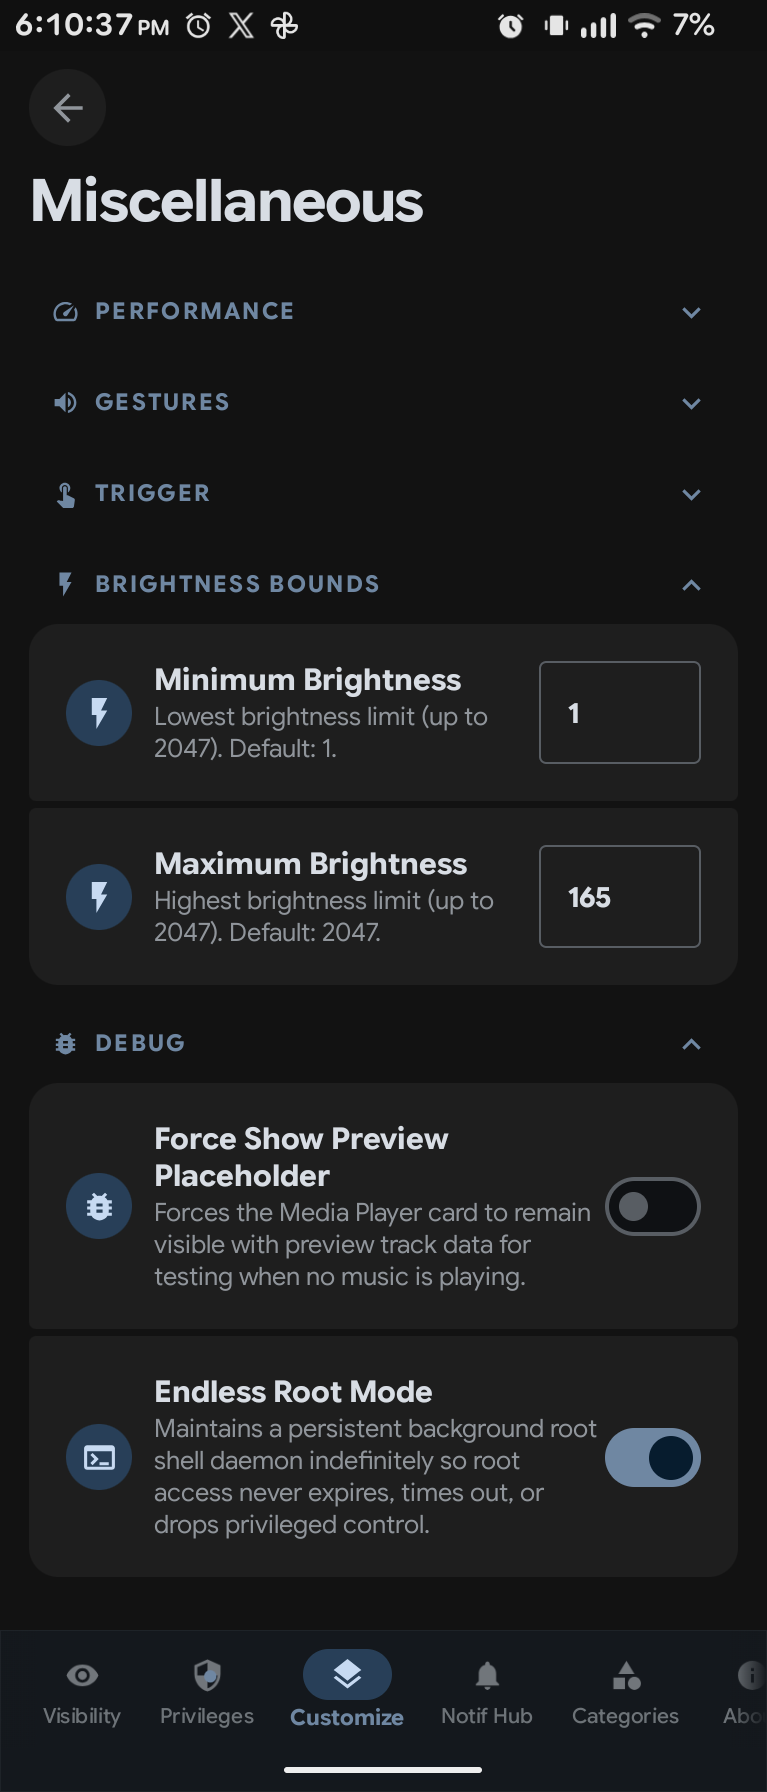 6:10:37 PM 7%
Miscellaneous
PERFORMANCE
GESTURES
TRIGGER
BRIGHTNESS BOUNDS
Minimum Brightness
Lowest brightness limit (up to
2047). Default: 1.
1
Maximum Brightness
Highest brightness limit (up to
2047). Default: 2047.
165
DEBUG
Force Show Preview
Placeholder
Forces the Media Player card to remain
visible with preview track data for
testing when no music is playing.
Endless Root Mode
Maintains a persistent background root
shell daemon indefinitely so root
access never expires, times out, or
drops privileged control.
Visibility Privileges Customize Notif Hub Categories Abo